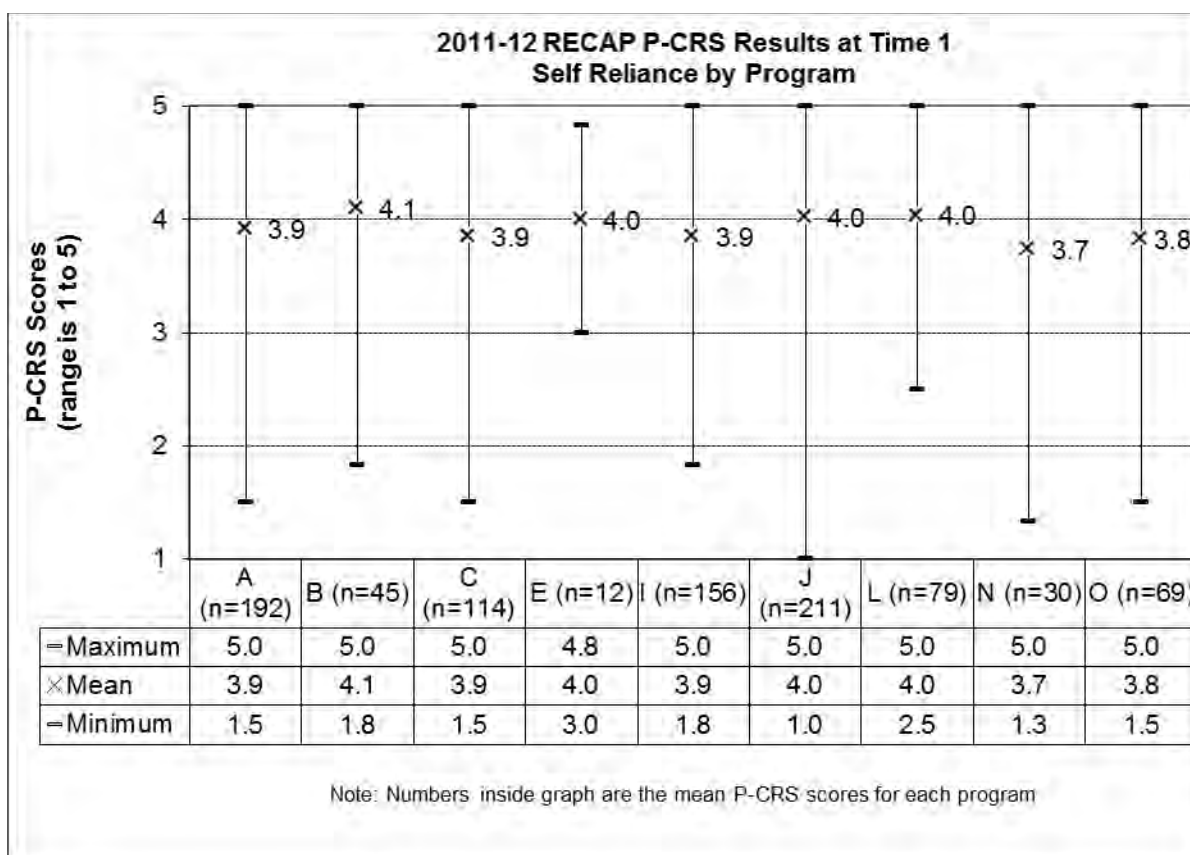 2011-12 RECAP P-CRS Results at Time 1
Self Reliance by Program
P-CRS Scores
(range is 1 to 5)
5
4
3
2
1
3.9
4.1
3.9
4.0
3.9
4.0
4.0
3.7
3.8
A (n=192) B (n=45) C (n=114) E (n=12) I (n=156) J (n=211) L (n=79) N (n=30) O (n=69)
Maximum 5.0 5.0 5.0 4.8 5.0 5.0 5.0 5.0 5.0
Mean 3.9 4.1 3.9 4.0 3.9 4.0 4.0 3.7 3.8
Minimum 1.5 1.8 1.5 3.0 1.8 1.0 2.5 1.3 1.5
Note: Numbers inside graph are the mean P-CRS scores for each program